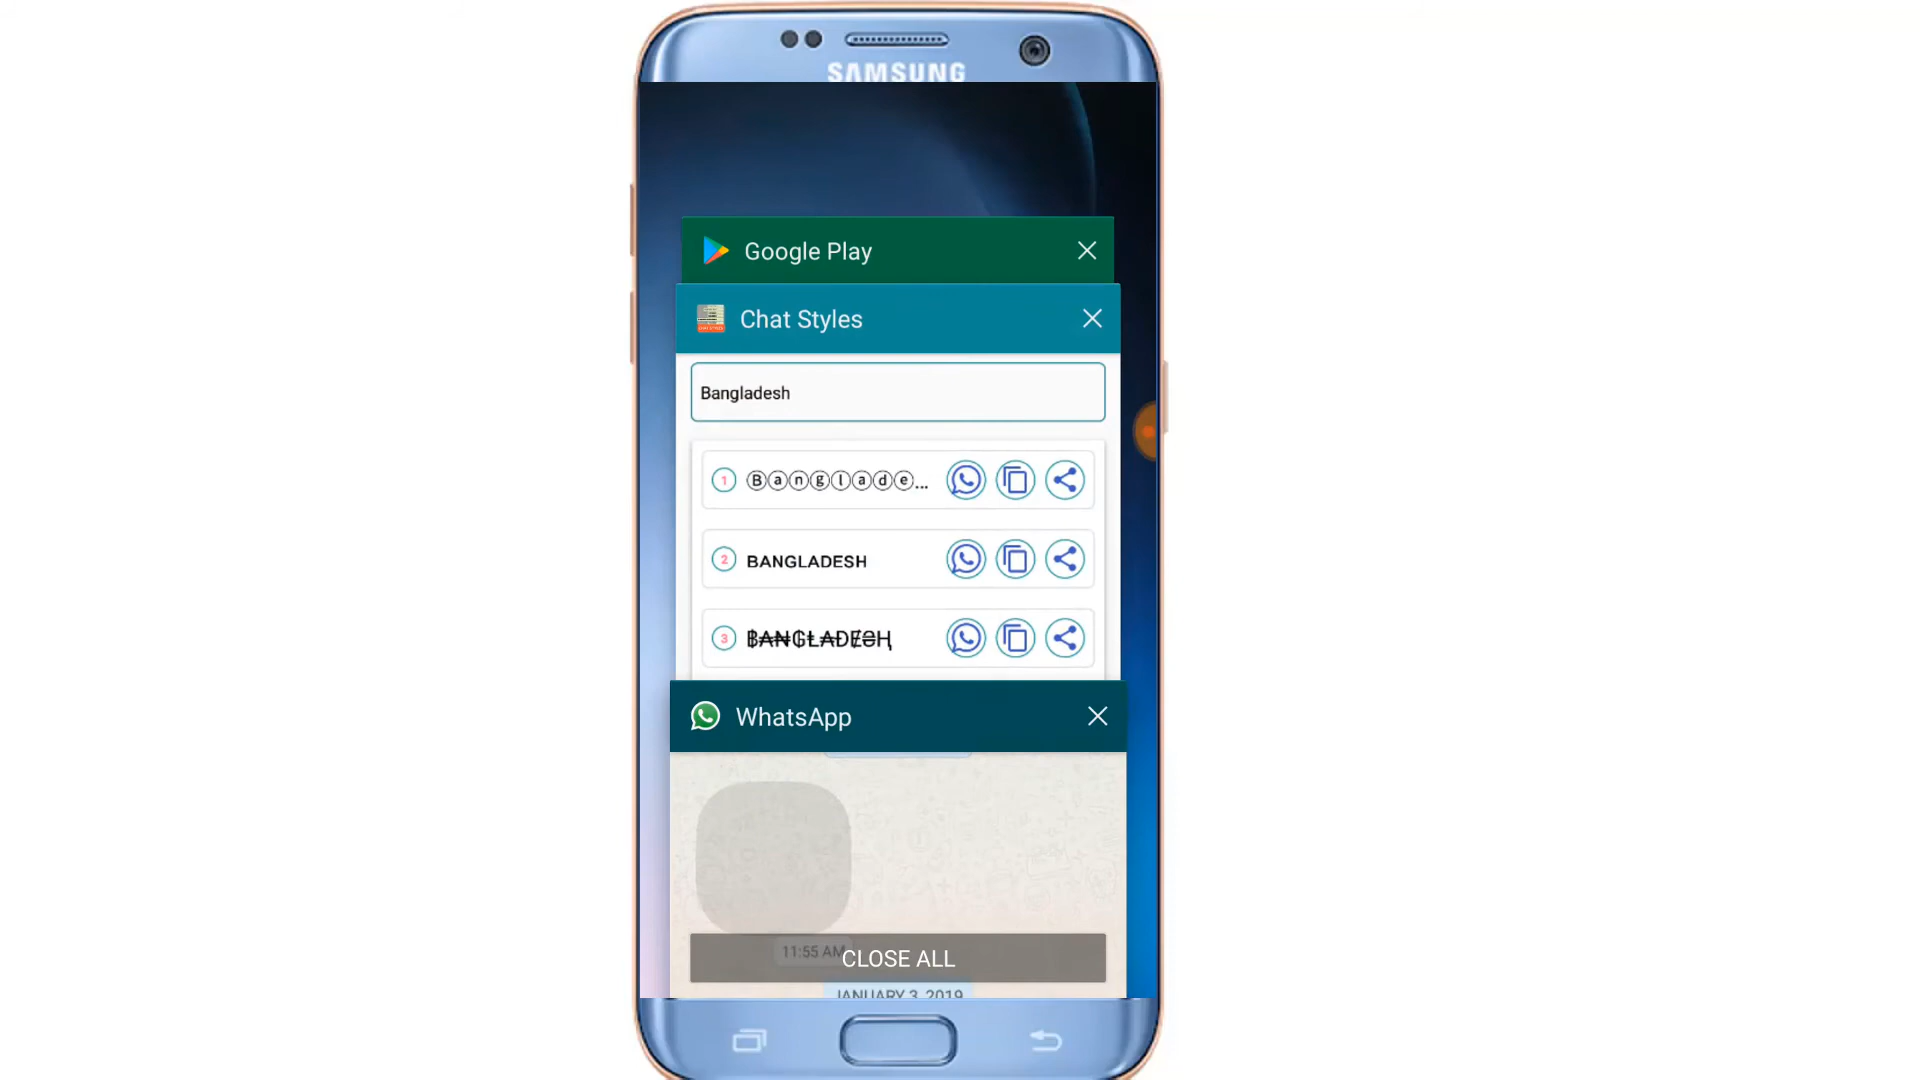 SAMSUNG
Google Play
Chat Styles
Bangladesh
1 Ⓑⓐⓝⓖⓛⓐⓓⓔ...
2 BANGLADESH
3 ฿₳₦₲Ⱡ₳ĐɆ₴Ⱨ
WhatsApp
11:55 AM
CLOSE ALL
JANUARY 3, 2019